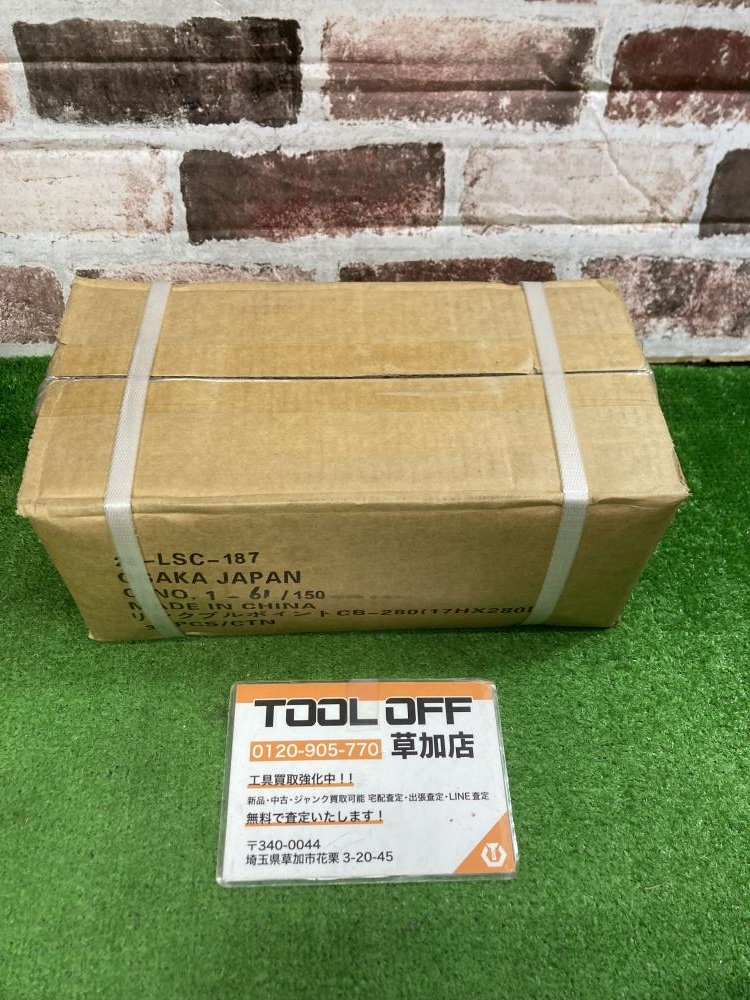 -LSC-187
OSAKA JAPAN
C/NO. 1-61/150
MADE IN CHINA
CB-280(17HX280
PCS/CTN
TOOL OFF
0120-905-770 草加店
工具買取強化中！！
新品・中古・ジャンク買取可能 宅配査定・出張査定・LINE査定
無料で査定いたします！
〒340-0044
埼玉県草加市花栗 3-20-45